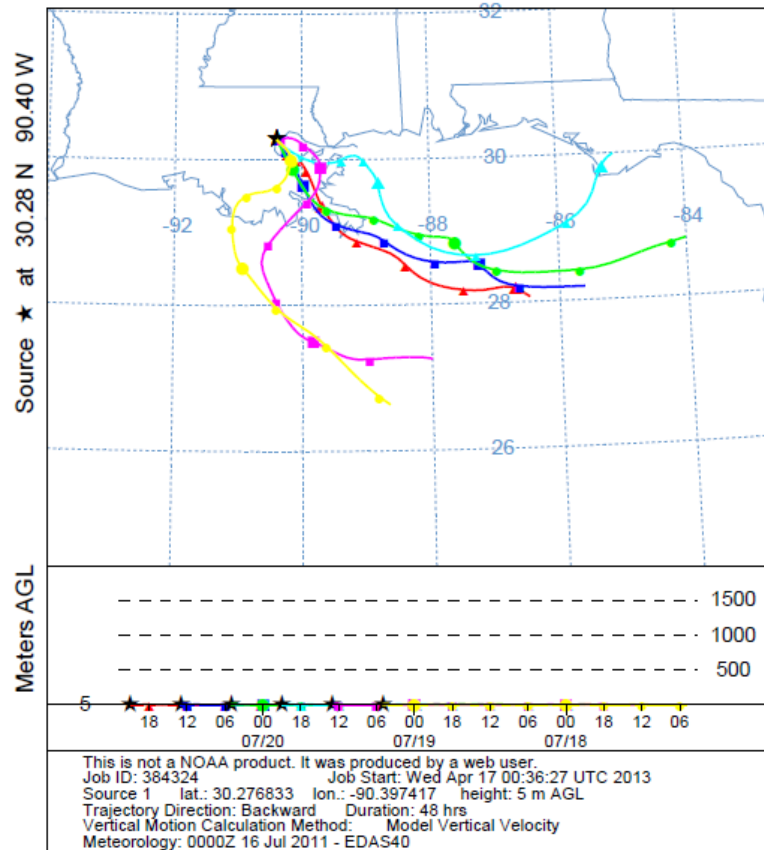 Source ★ at 30.28 N 90.40 W
32
30
-92
-90
-88
-86
-84
28
26
Meters AGL
1500
1000
500
5
18 12 06 00 18 12 06 00 18 12 06 00 18 12 06
07/20 07/19 07/18
This is not a NOAA product. It was produced by a web user.
Job ID: 384324 Job Start: Wed Apr 17 00:36:27 UTC 2013
Source 1 lat.: 30.276833 lon.: -90.397417 height: 5 m AGL
Trajectory Direction: Backward Duration: 48 hrs
Vertical Motion Calculation Method: Model Vertical Velocity
Meteorology: 0000Z 16 Jul 2011 - EDAS40